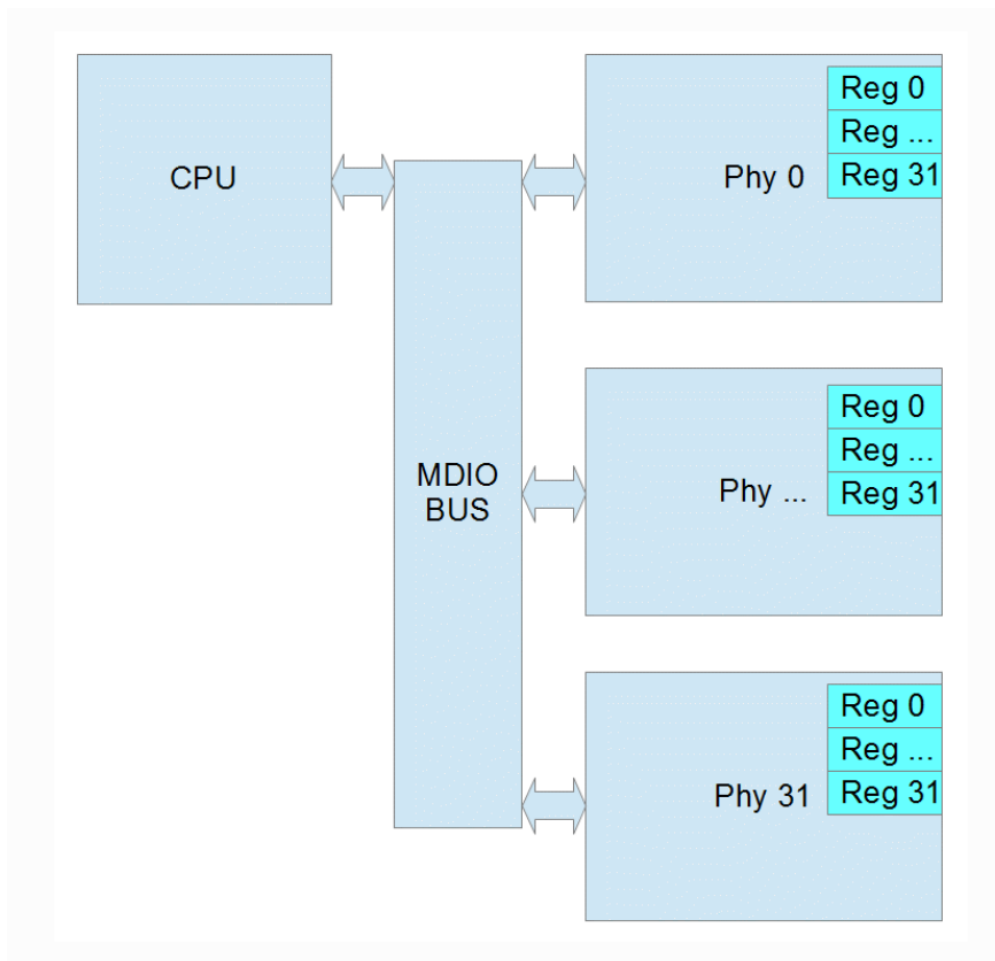 CPU
MDIO
BUS
Phy 0
Reg 0
Reg ...
Reg 31
Phy ...
Reg 0
Reg ...
Reg 31
Phy 31
Reg 0
Reg ...
Reg 31